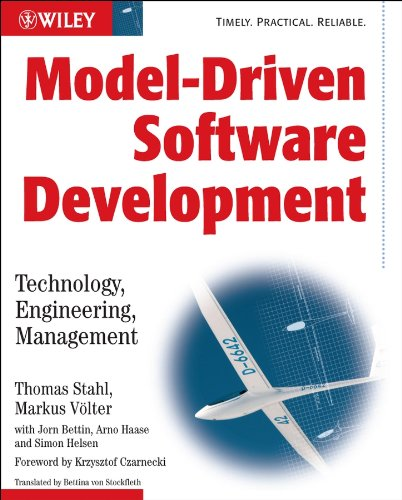 WILEY
TIMELY. PRACTICAL. RELIABLE.
Model-Driven
Software
Development
Technology,
Engineering,
Management
Thomas Stahl,
Markus Völter
with Jorn Bettin, Arno Haase
and Simon Helsen
Foreword by Krzysztof Czarnecki
Translated by Bettina von Stockfleth
D-6642
D-6642
42